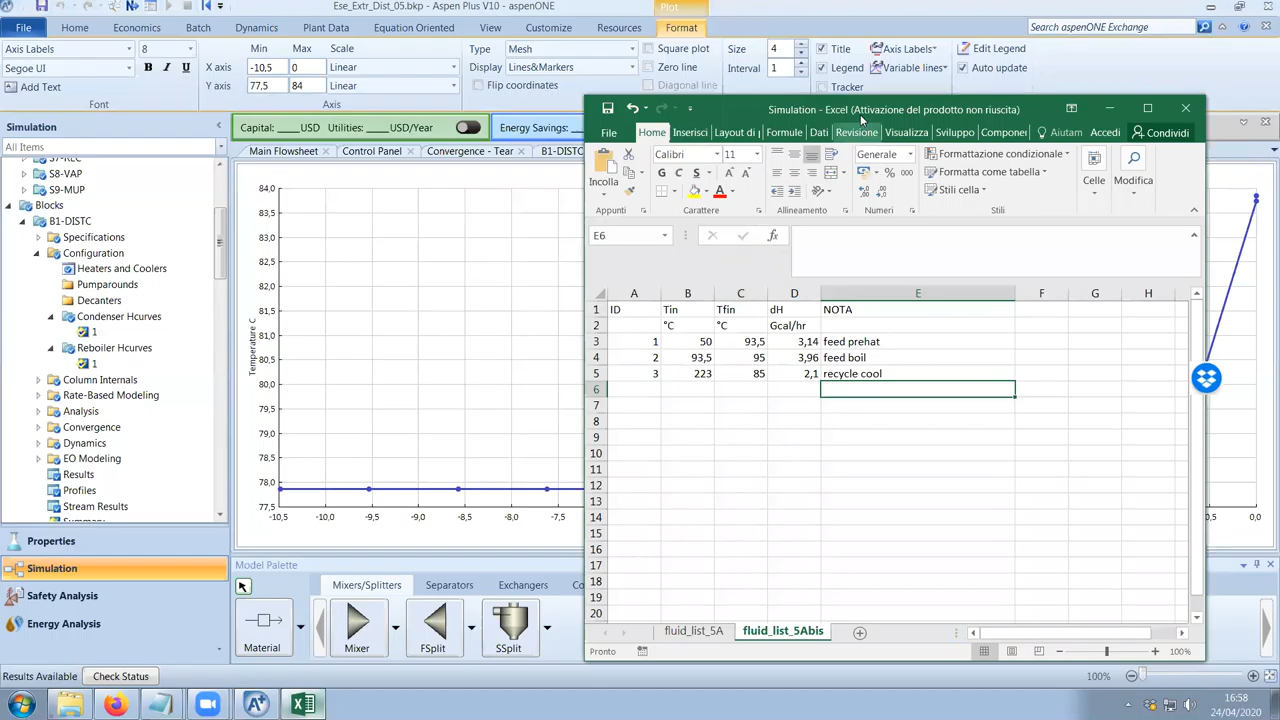 Ese_Extr_Dist_05.bkp - Aspen Plus V10 - aspenONE
Plot
File Home Economics Batch Dynamics Plant Data Equation Oriented View Customize Resources Format
Search aspenONE Exchange
Axis Labels 8 Min Max Scale Type Mesh Square plot Size 4 Title Axis Labels Edit Legend
Segoe UI B I U X axis -10,5 0 Linear Display Lines&Markers Zero line Interval 1 Legend Variable lines Auto update
Add Text Y axis 77,5 84 Linear Flip coordinates Diagonal line Tracker
Font Axis
Simulation
All Items
Capital: ____USD Utilities: ____USD/Year Energy Savings:
Main Flowsheet Control Panel Convergence - Tear B1-DISTC
S8-VAP
S9-MUP
Blocks
B1-DISTC
Specifications
Configuration
Heaters and Coolers
Pumparounds
Decanters
Condenser Hcurves
1
Reboiler Hcurves
1
Column Internals
Rate-Based Modeling
Analysis
Convergence
Dynamics
EO Modeling
Results
Profiles
Stream Results
Properties
Simulation
Safety Analysis
Energy Analysis
Temperature C
84,0
83,5
83,0
82,5
82,0
81,5
81,0
80,5
80,0
79,5
79,0
78,5
78,0
77,5
-10,5 -10,0 -9,5 -9,0 -8,5 -8,0 -7,5 0,5 0,0
Simulation - Excel (Attivazione del prodotto non riuscita)
File Home Inserisci Layout di Formule Dati Revisione Visualizza Sviluppo Componei Aiutam Accedi Condividi
Incolla Calibri 11 Generale Formattazione condizionale Celle Modifica
G C S Formatta come tabella
Stili cella
Appunti Carattere Allineamento Numeri Stili
E6 fx
A B C D E F G H
1 ID Tin Tfin dH NOTA
2 °C °C Gcal/hr
3 1 50 93,5 3,14 feed prehat
4 2 93,5 95 3,96 feed boil
5 3 223 85 2,1 recycle cool
6
7
8
9
10
11
12
13
14
15
16
17
18
19
20
fluid_list_5A fluid_list_5Abis
Pronto 100%
Model Palette
Mixers/Splitters Separators Exchangers
Material Mixer FSplit SSplit
Results Available Check Status 100%
16:58
24/04/2020